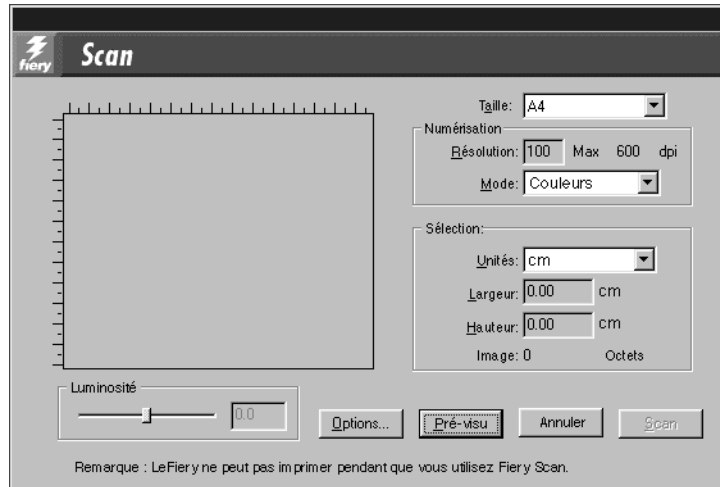 fiery
Scan
Taille: A4
Numérisation
Résolution: 100 Max 600 dpi
Mode: Couleurs
Sélection:
Unités: cm
Largeur: 0.00 cm
Hauteur: 0.00 cm
Image: 0 Octets
Luminosité
0.0
Options... Pré-visu Annuler Scan
Remarque : LeFiery ne peut pas imprimer pendant que vous utilisez Fiery Scan.